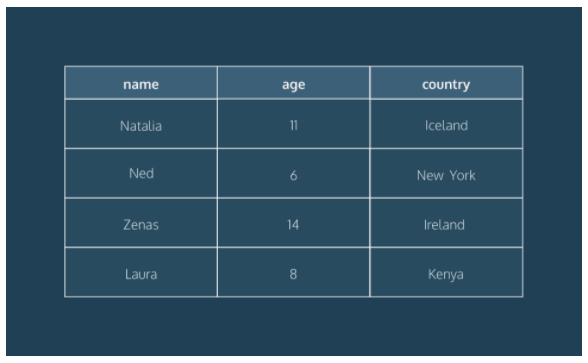 name age country
Natalia 11 Iceland
Ned 6 New York
Zenas 14 Ireland
Laura 8 Kenya